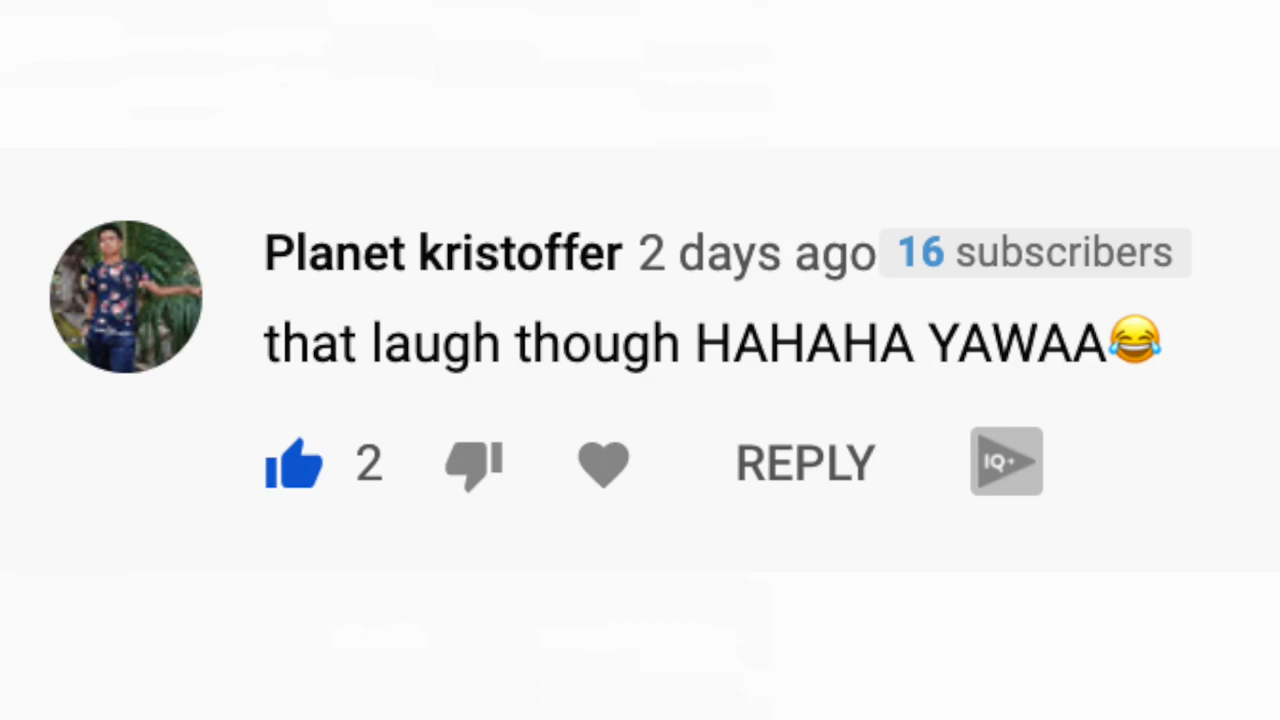 Planet kristoffer 2 days ago 16 subscribers
that laugh though HAHAHA YAWAA😂
2 REPLY IQ+